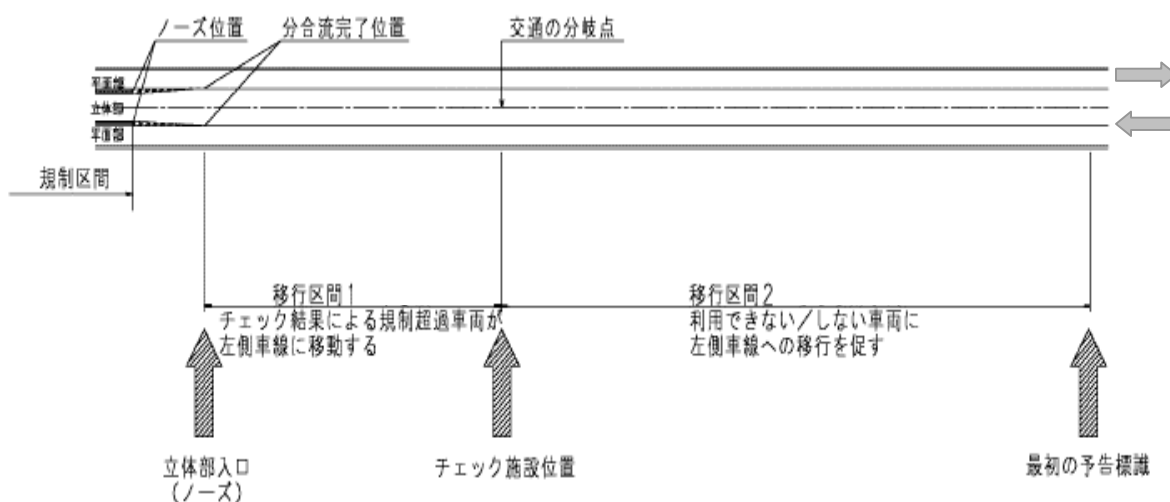 ノーズ位置
分合流完了位置
交通の分岐点
平面部
立体部
平面部
規制区間
移行区間1
チェック結果による規制超過車両が
左側車線に移動する
移行区間2
利用できない／しない車両に
左側車線への移行を促す
立体部入口
(ノーズ)
チェック施設位置
最初の予告標識